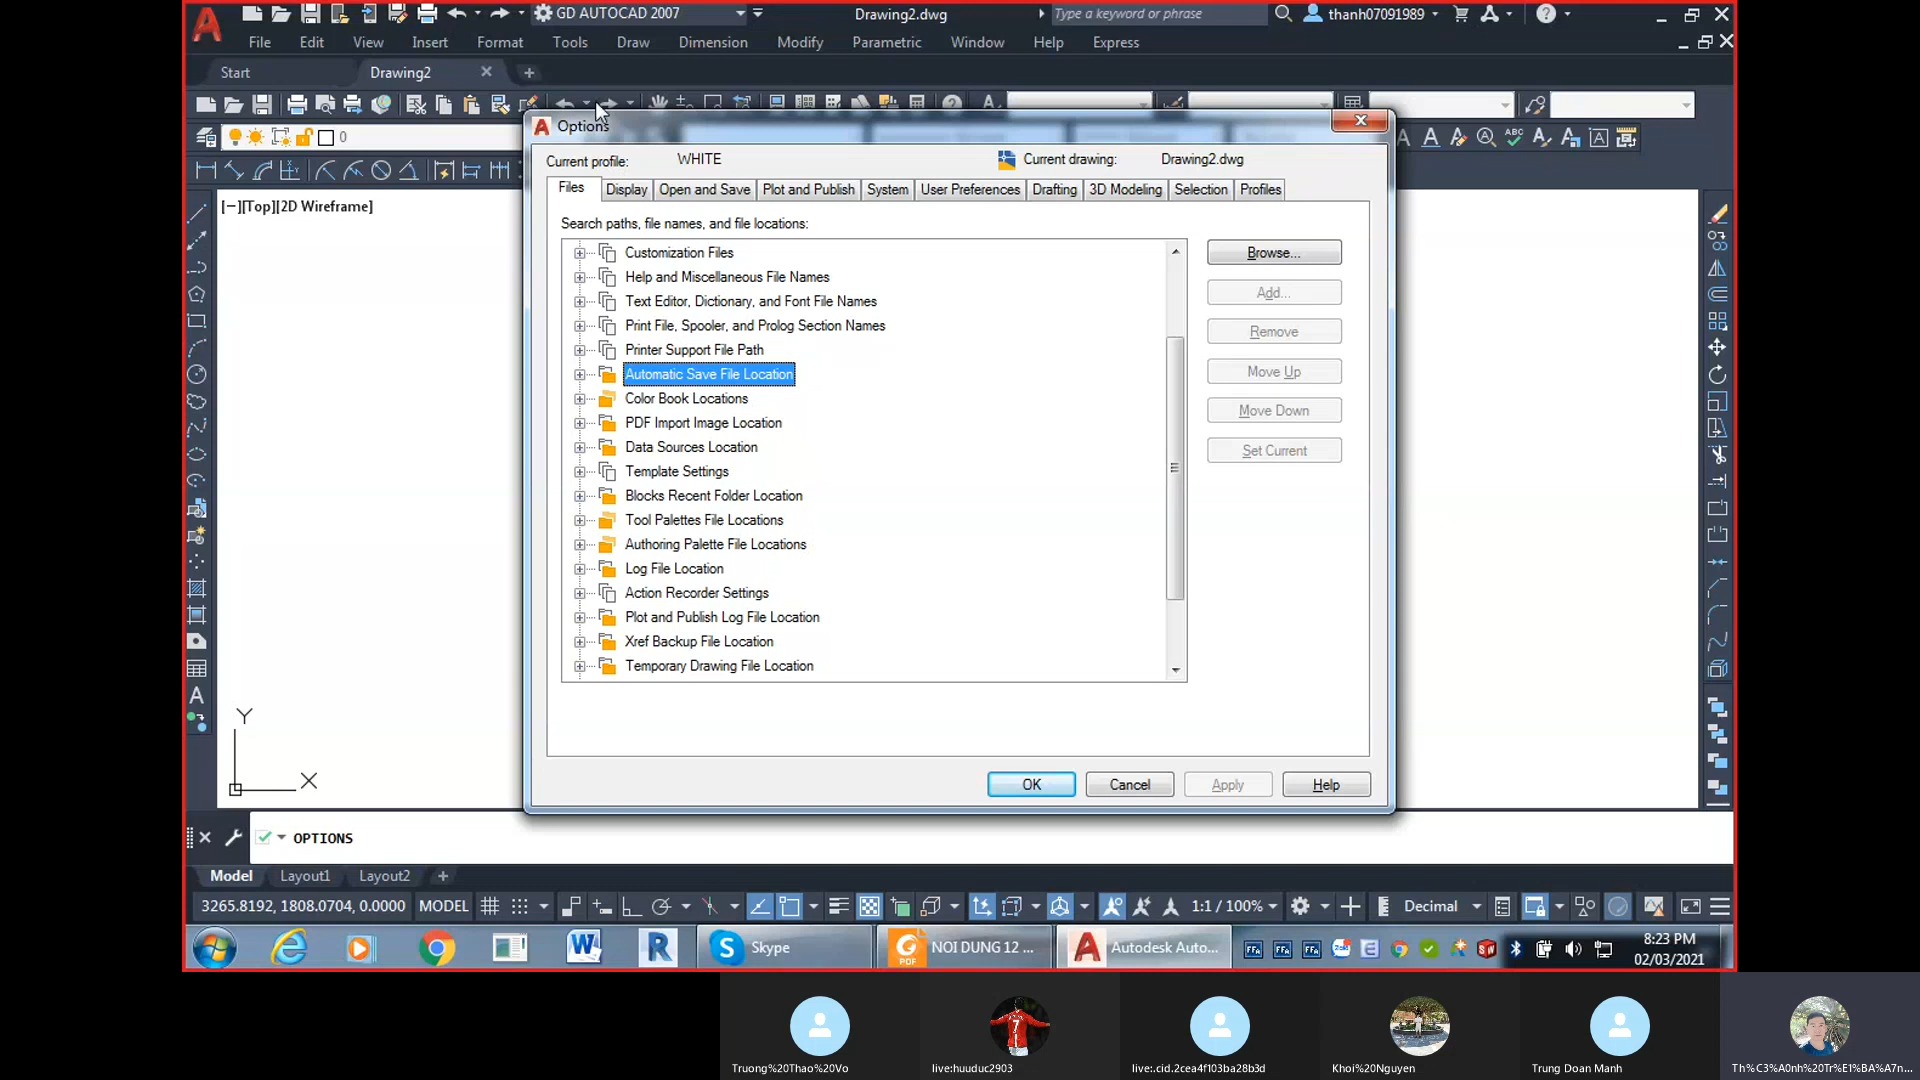 GD AUTOCAD 2007
Drawing2.dwg
Type a keyword or phrase
thanh07091989
File Edit View Insert Format Tools Draw Dimension Modify Parametric Window Help Express
Start
Drawing2
0
Options
Current profile: WHITE
Current drawing: Drawing2.dwg
Files Display Open and Save Plot and Publish System User Preferences Drafting 3D Modeling Selection Profiles
Search paths, file names, and file locations:
Customization Files
Help and Miscellaneous File Names
Text Editor, Dictionary, and Font File Names
Print File, Spooler, and Prolog Section Names
Printer Support File Path
Automatic Save File Location
Color Book Locations
PDF Import Image Location
Data Sources Location
Template Settings
Blocks Recent Folder Location
Tool Palettes File Locations
Authoring Palette File Locations
Log File Location
Action Recorder Settings
Plot and Publish Log File Location
Xref Backup File Location
Temporary Drawing File Location
Browse...
Add...
Remove
Move Up
Move Down
Set Current
OK Cancel Apply Help
[−][Top][2D Wireframe]
Y
X
OPTIONS
Model Layout1 Layout2
3265.8192, 1808.0704, 0.0000 MODEL 1:1 / 100% Decimal
Skype
NOI DUNG 12 ...
Autodesk Auto...
8:23 PM
02/03/2021
Truong%20Thao%20Vo
live:huuduc2903
live:.cid.2cea4f103ba28b3d
Khoi%20Nguyen
Trung Doan Manh
Th%C3%A0nh%20Tr%E1%BA%A7n...